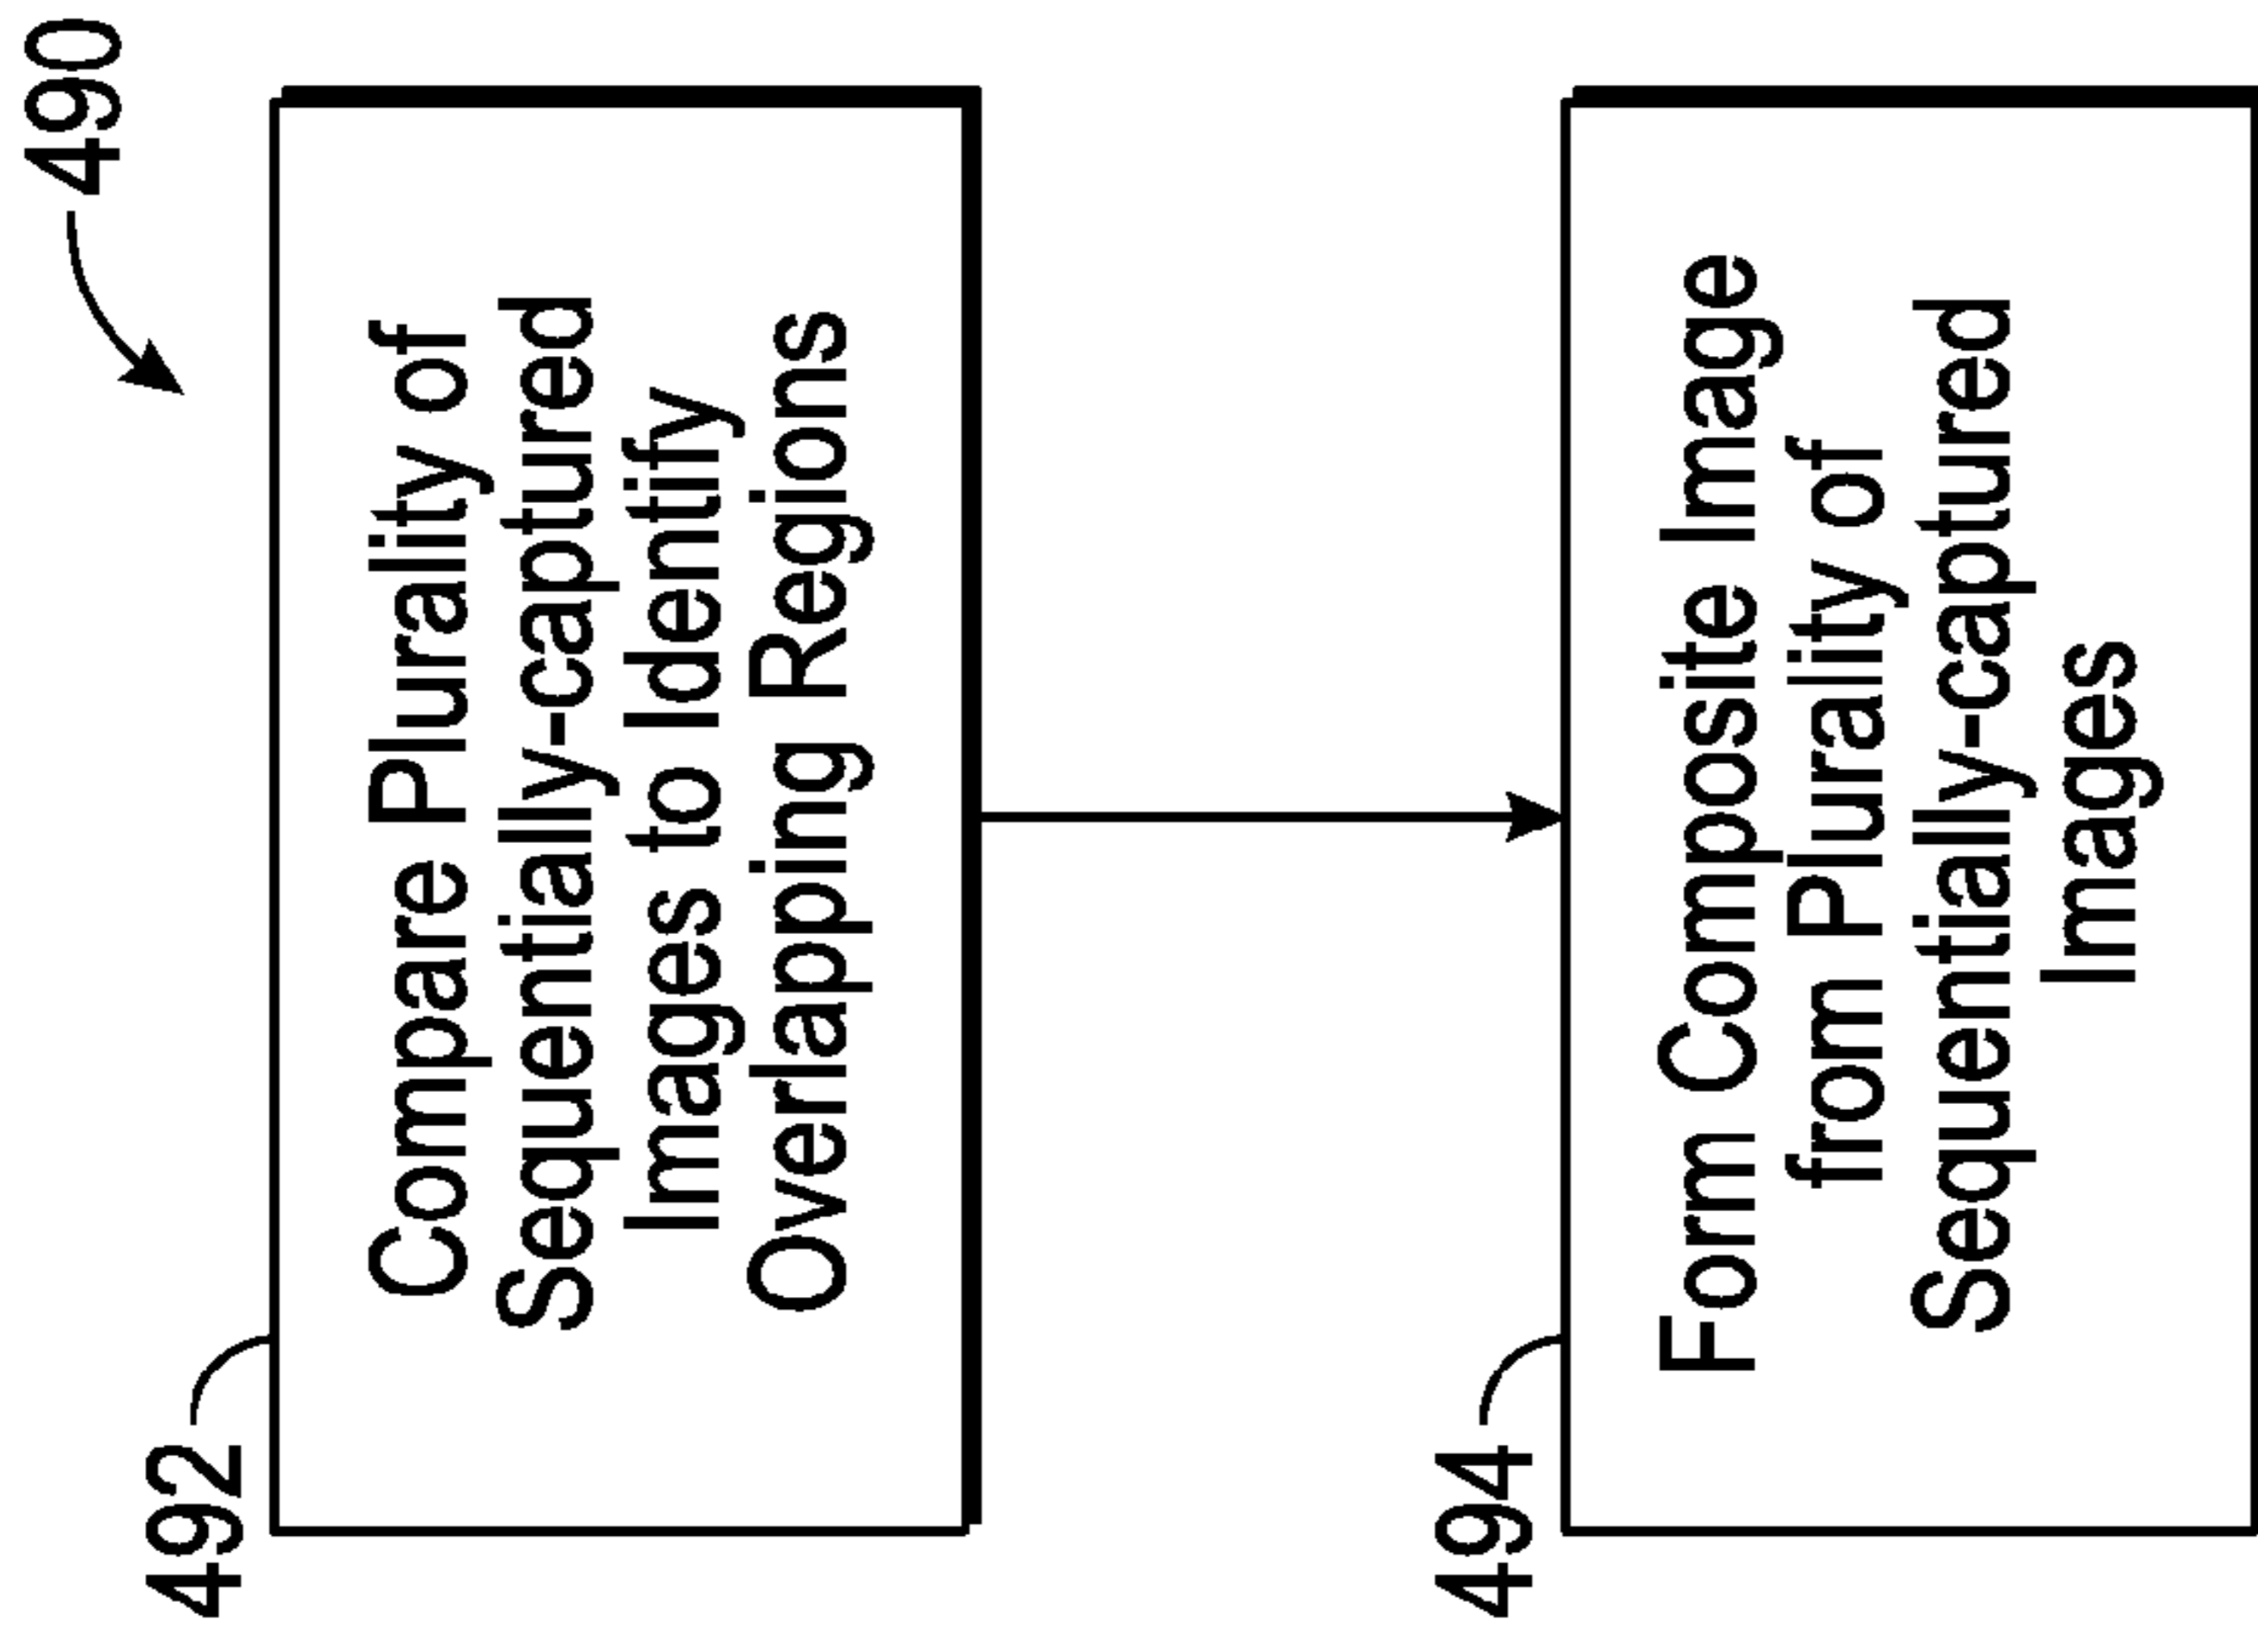 490
492
Compare Plurality of
Sequentially-captured
Images to Identify
Overlapping Regions
494
Form Composite Image
from Plurality of
Sequentially-captured
Images